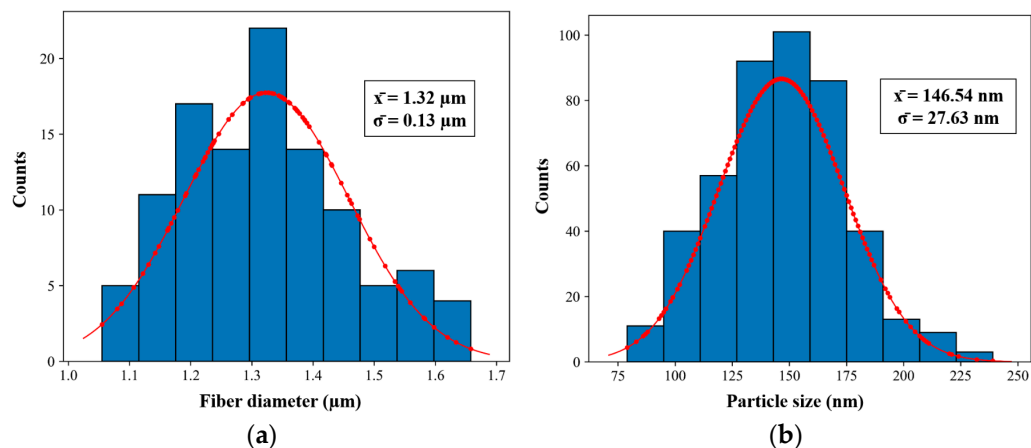 Counts
20
15
10
5
0
1.0 1.1 1.2 1.3 1.4 1.5 1.6 1.7
Fiber diameter (µm)
x̄ = 1.32 µm
σ̄ = 0.13 µm
(a)
Counts
100
80
60
40
20
0
75 100 125 150 175 200 225 250
Particle size (nm)
x̄ = 146.54 nm
σ̄ = 27.63 nm
(b)